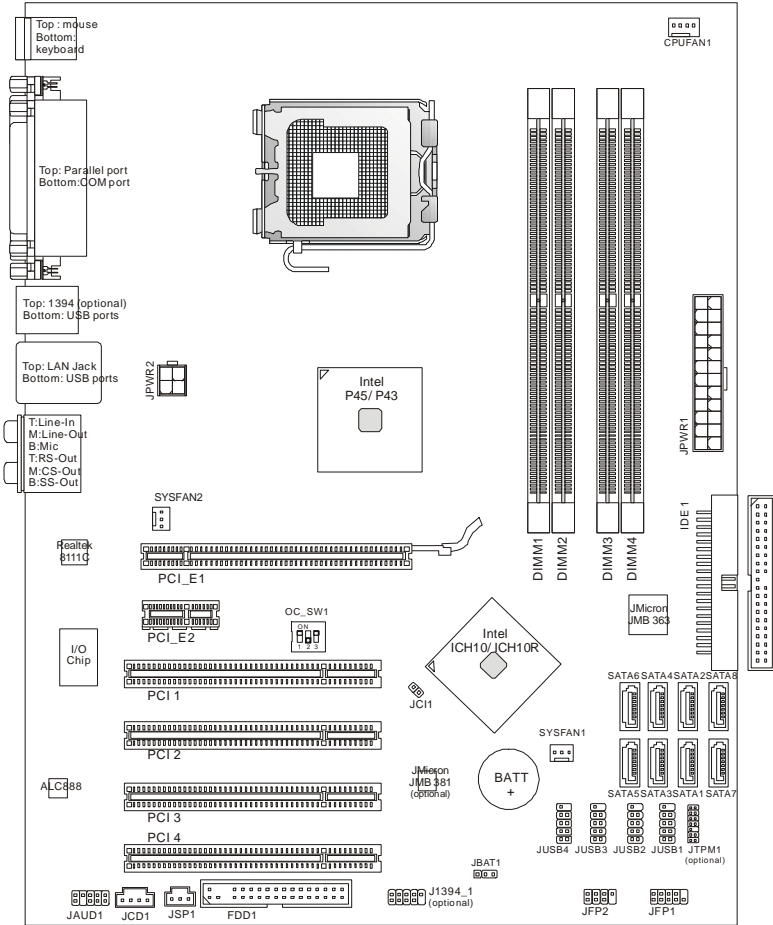 Top : mouse
Bottom:
keyboard
CPUFAN1
Top: Parallel port
Bottom:COM port
Top: 1394 (optional)
Bottom: USB ports
Top: LAN Jack
Bottom: USB ports
JPWR2
Intel
P45/ P43
JPWR1
T:Line-In
M:Line-Out
B:Mic
T:RS-Out
M:CS-Out
B:SS-Out
SYSFAN2
IDE 1
Realtek
8111C
PCI_E1
DIMM1
DIMM2
DIMM3
DIMM4
JMicron
JMB 363
PCI_E2
OC_SW1
ON
1 2 3
I/O
Chip
Intel
ICH10/ ICH10R
PCI 1
JCI1
SATA6
SATA4
SATA2
SATA8
SYSFAN1
PCI 2
JMicron
JMB 381
(optional)
BATT
+
ALC888
SATA5
SATA3
SATA1
SATA7
PCI 3
PCI 4
JUSB4
JUSB3
JUSB2
JUSB1
JTPM1
(optional)
JBAT1
J1394_1
(optional)
JAUD1
JCD1
JSP1
FDD1
JFP2
JFP1